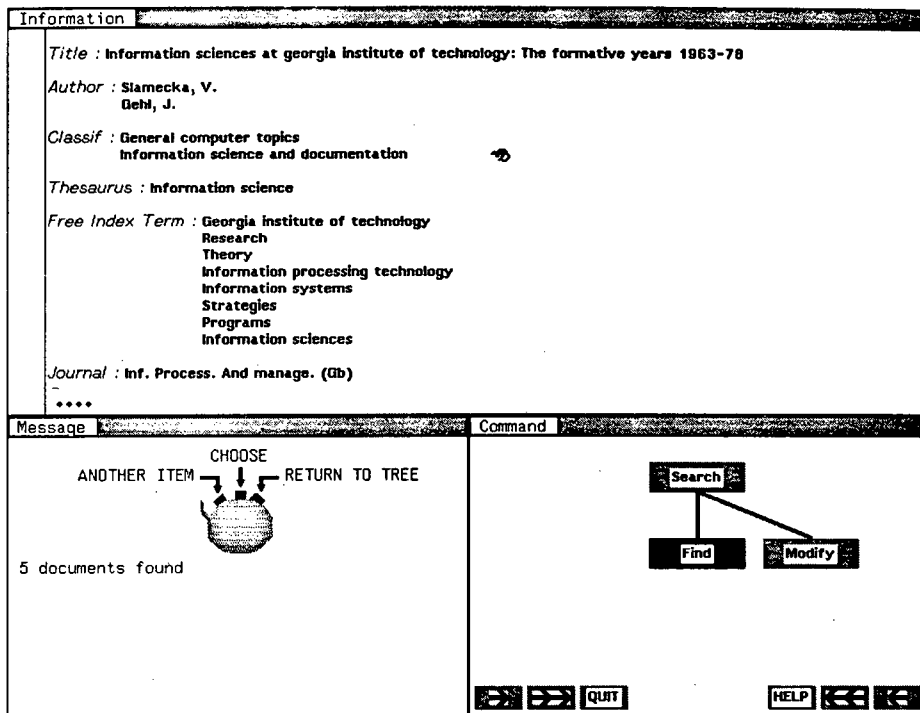 Information
Title : Information sciences at georgia institute of technology: The formative years 1963-78
Author : Slamecka, V.
Gehl, J.
Classif : General computer topics
Information science and documentation
Thesaurus : Information science
Free Index Term : Georgia institute of technology
Research
Theory
Information processing technology
Information systems
Strategies
Programs
Information sciences
Journal : Inf. Process. And manage. (Gb)
Message
CHOOSE
ANOTHER ITEM
RETURN TO TREE
5 documents found
Command
Search
Find
Modify
QUIT
HELP